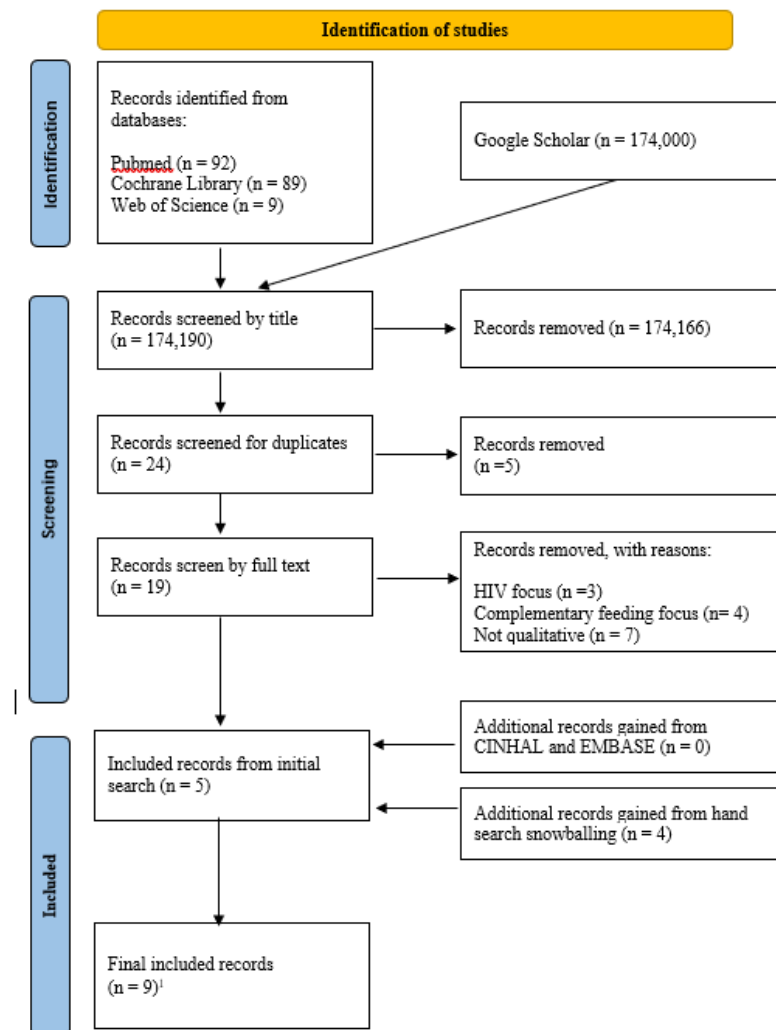 Identification of studies
Identification
Records identified from
databases:
Pubmed (n = 92)
Cochrane Library (n = 89)
Web of Science (n = 9)
Google Scholar (n = 174,000)
Screening
Records screened by title
(n = 174,190)
Records removed (n = 174,166)
Records screened for duplicates
(n = 24)
Records removed
(n =5)
Records screen by full text
(n = 19)
Records removed, with reasons:
HIV focus (n =3)
Complementary feeding focus (n= 4)
Not qualitative (n = 7)
Included
Included records from initial
search (n = 5)
Additional records gained from
CINHAL and EMBASE (n = 0)
Additional records gained from hand
search snowballing (n = 4)
Final included records
(n = 9)¹